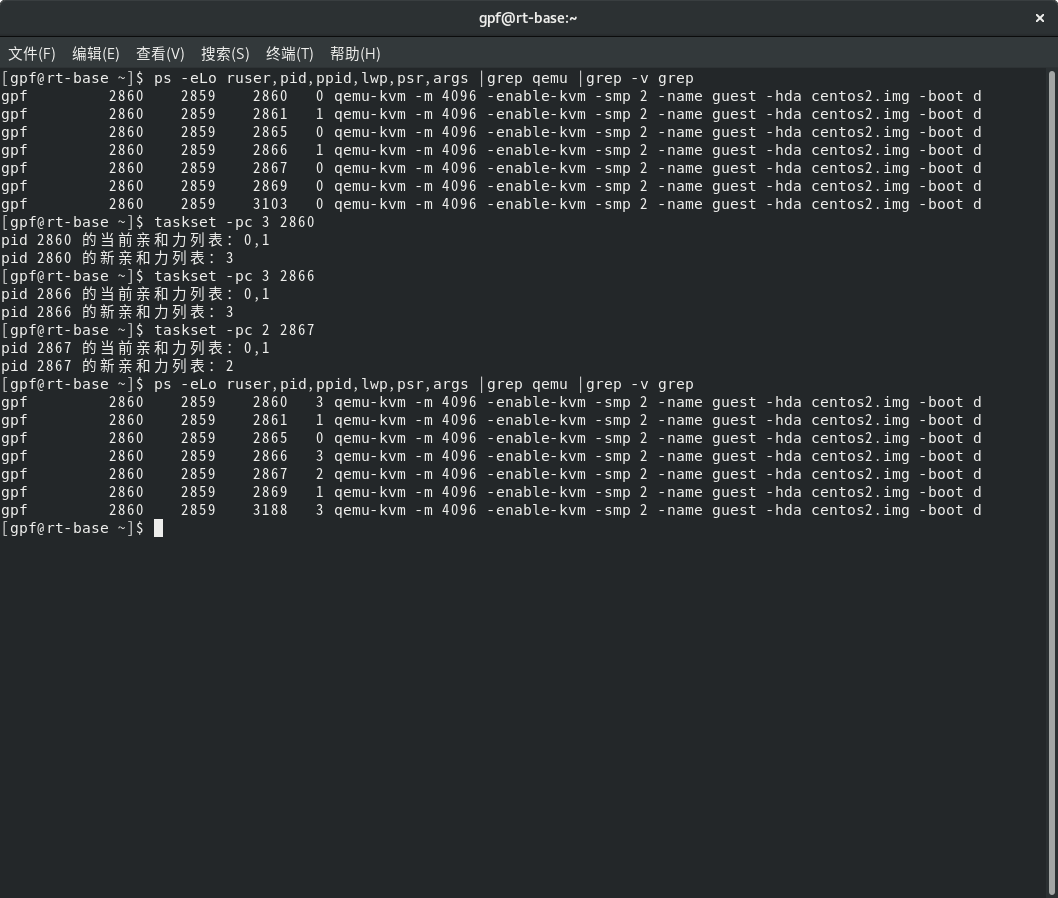 gpf@rt-base:~ ×
文件(F) 编辑(E) 查看(V) 搜索(S) 终端(T) 帮助(H)
[gpf@rt-base ~]$ ps -eLo ruser,pid,ppid,lwp,psr,args |grep qemu |grep -v grep
gpf         2860    2859    2860   0 qemu-kvm -m 4096 -enable-kvm -smp 2 -name guest -hda centos2.img -boot d
gpf         2860    2859    2861   1 qemu-kvm -m 4096 -enable-kvm -smp 2 -name guest -hda centos2.img -boot d
gpf         2860    2859    2865   0 qemu-kvm -m 4096 -enable-kvm -smp 2 -name guest -hda centos2.img -boot d
gpf         2860    2859    2866   1 qemu-kvm -m 4096 -enable-kvm -smp 2 -name guest -hda centos2.img -boot d
gpf         2860    2859    2867   0 qemu-kvm -m 4096 -enable-kvm -smp 2 -name guest -hda centos2.img -boot d
gpf         2860    2859    2869   0 qemu-kvm -m 4096 -enable-kvm -smp 2 -name guest -hda centos2.img -boot d
gpf         2860    2859    3103   0 qemu-kvm -m 4096 -enable-kvm -smp 2 -name guest -hda centos2.img -boot d
[gpf@rt-base ~]$ taskset -pc 3 2860
pid 2860 的当前亲和力列表：0,1
pid 2860 的新亲和力列表：3
[gpf@rt-base ~]$ taskset -pc 3 2866
pid 2866 的当前亲和力列表：0,1
pid 2866 的新亲和力列表：3
[gpf@rt-base ~]$ taskset -pc 2 2867
pid 2867 的当前亲和力列表：0,1
pid 2867 的新亲和力列表：2
[gpf@rt-base ~]$ ps -eLo ruser,pid,ppid,lwp,psr,args |grep qemu |grep -v grep
gpf         2860    2859    2860   3 qemu-kvm -m 4096 -enable-kvm -smp 2 -name guest -hda centos2.img -boot d
gpf         2860    2859    2861   1 qemu-kvm -m 4096 -enable-kvm -smp 2 -name guest -hda centos2.img -boot d
gpf         2860    2859    2865   0 qemu-kvm -m 4096 -enable-kvm -smp 2 -name guest -hda centos2.img -boot d
gpf         2860    2859    2866   3 qemu-kvm -m 4096 -enable-kvm -smp 2 -name guest -hda centos2.img -boot d
gpf         2860    2859    2867   2 qemu-kvm -m 4096 -enable-kvm -smp 2 -name guest -hda centos2.img -boot d
gpf         2860    2859    2869   1 qemu-kvm -m 4096 -enable-kvm -smp 2 -name guest -hda centos2.img -boot d
gpf         2860    2859    3188   3 qemu-kvm -m 4096 -enable-kvm -smp 2 -name guest -hda centos2.img -boot d
[gpf@rt-base ~]$